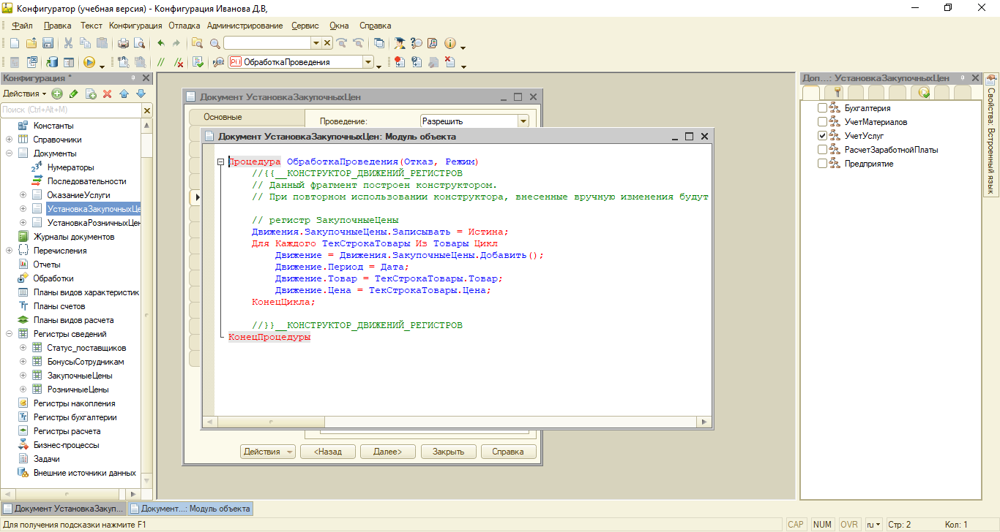 Конфигуратор (учебная версия) - Конфигурация Иванова Д.В,
Файл Правка Текст Конфигурация Отладка Администрирование Сервис Окна Справка
ОбработкаПроведения
Конфигурация *
Действия
Поиск (Ctrl+Alt+M)
Константы
Справочники
Документы
Нумераторы
Последовательности
ОказаниеУслуги
УстановкаЗакупочныхЦе
УстановкаРозничныхЦен
Журналы документов
Перечисления
Отчеты
Обработки
Планы видов характеристик
Планы счетов
Планы видов расчета
Регистры сведений
Статус_поставщиков
БонусыСотрудникам
ЗакупочныеЦены
РозничныеЦены
Регистры накопления
Регистры бухгалтерии
Регистры расчета
Бизнес-процессы
Задачи
Внешние источники данных
Документ УстановкаЗакупочныхЦен
Основные
Проведение: Разрешить
Документ УстановкаЗакупочныхЦен: Модуль объекта
Процедура ОбработкаПроведения(Отказ, Режим)
//{{__КОНСТРУКТОР_ДВИЖЕНИЙ_РЕГИСТРОВ
// Данный фрагмент построен конструктором.
// При повторном использовании конструктора, внесенные вручную изменения будут
// регистр ЗакупочныеЦены
Движения.ЗакупочныеЦены.Записывать = Истина;
Для Каждого ТекСтрокаТовары Из Товары Цикл
Движение = Движения.ЗакупочныеЦены.Добавить();
Движение.Период = Дата;
Движение.Товар = ТекСтрокаТовары.Товар;
Движение.Цена = ТекСтрокаТовары.Цена;
КонецЦикла;
//}}__КОНСТРУКТОР_ДВИЖЕНИЙ_РЕГИСТРОВ
КонецПроцедуры
Действия <Назад Далее> Закрыть Справка
Доп...: УстановкаЗакупочныхЦен
Бухгалтерия
УчетМатериалов
УчетУслуг
РасчетЗаработнойПлаты
Предприятие
Свойства: Встроенный язык
Документ УстановкаЗакуп... Документ...: Модуль объекта
Для получения подсказки нажмите F1 CAP NUM OVR ru Стр: 2 Кол: 1